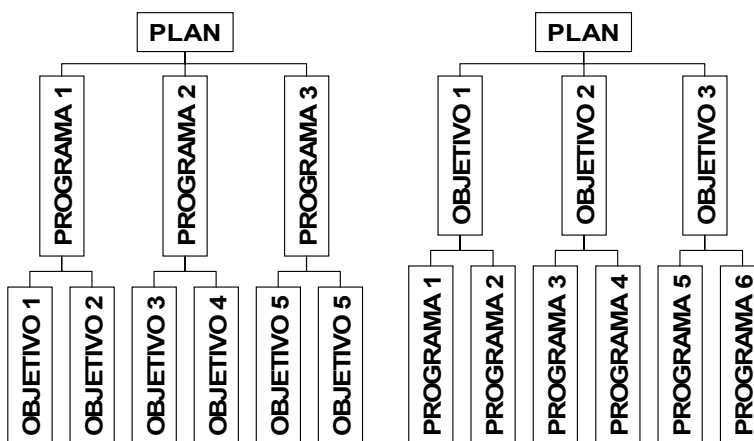 PLAN
PROGRAMA 1
PROGRAMA 2
PROGRAMA 3
OBJETIVO 1
OBJETIVO 2
OBJETIVO 3
OBJETIVO 4
OBJETIVO 5
OBJETIVO 5
PLAN
OBJETIVO 1
OBJETIVO 2
OBJETIVO 3
PROGRAMA 1
PROGRAMA 2
PROGRAMA 3
PROGRAMA 4
PROGRAMA 5
PROGRAMA 6